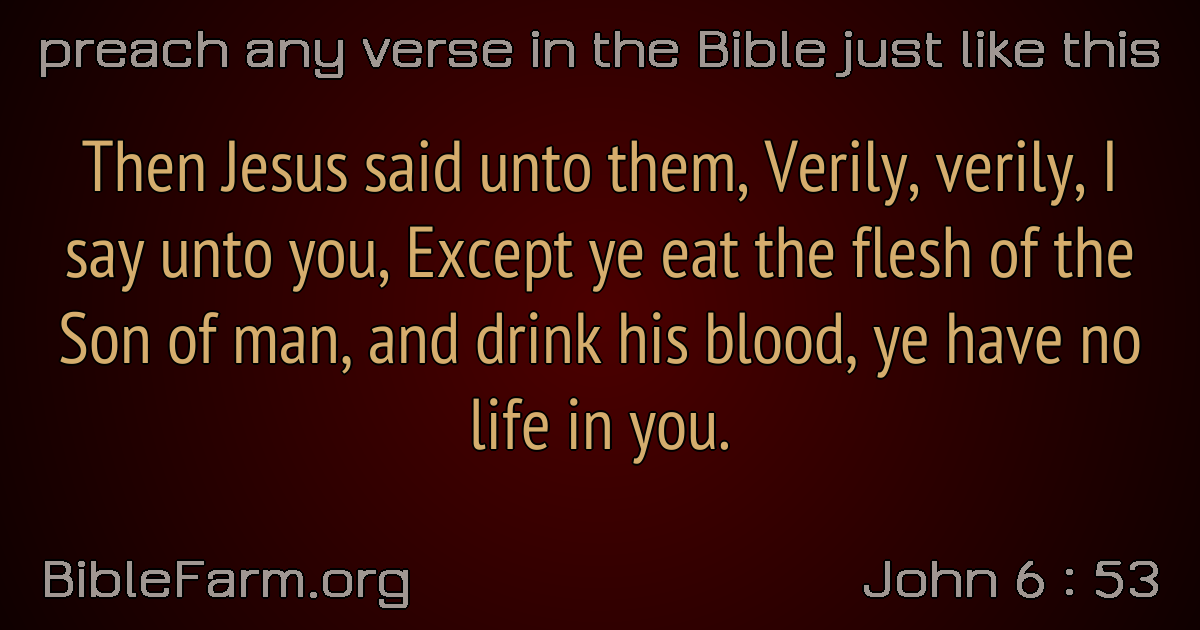 preach any verse in the Bible just like this
Then Jesus said unto them, Verily, verily, I
say unto you, Except ye eat the flesh of the
Son of man, and drink his blood, ye have no
life in you.
BibleFarm.org
John 6 : 53